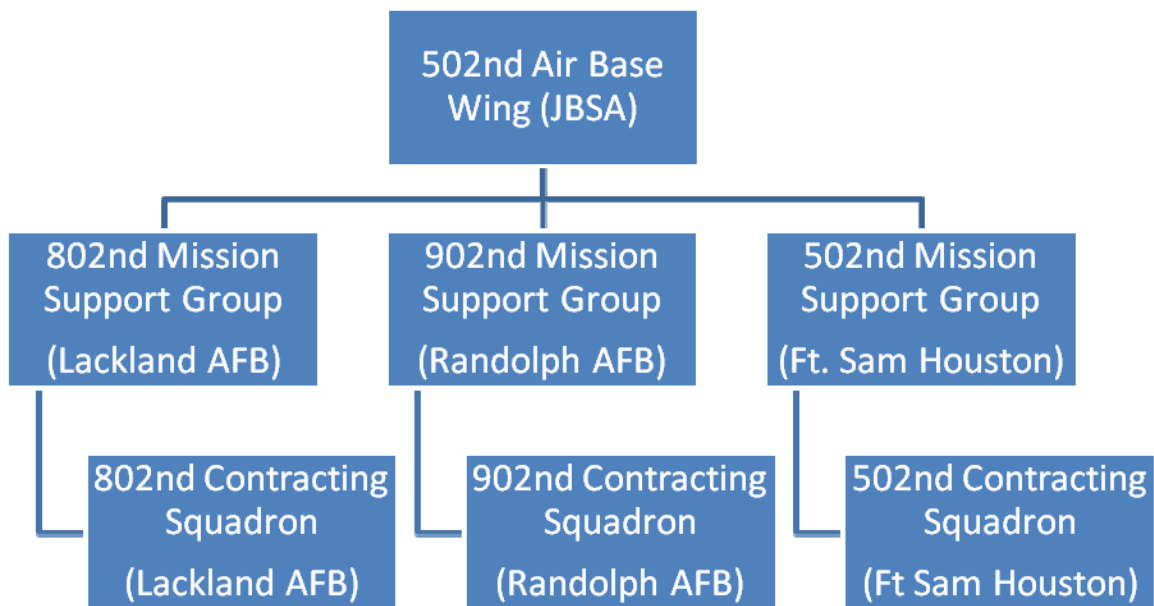 502nd Air Base
Wing (JBSA)
802nd Mission
Support Group
(Lackland AFB)
902nd Mission
Support Group
(Randolph AFB)
502nd Mission
Support Group
(Ft. Sam Houston)
802nd Contracting
Squadron
(Lackland AFB)
902nd Contracting
Squadron
(Randolph AFB)
502nd Contracting
Squadron
(Ft Sam Houston)